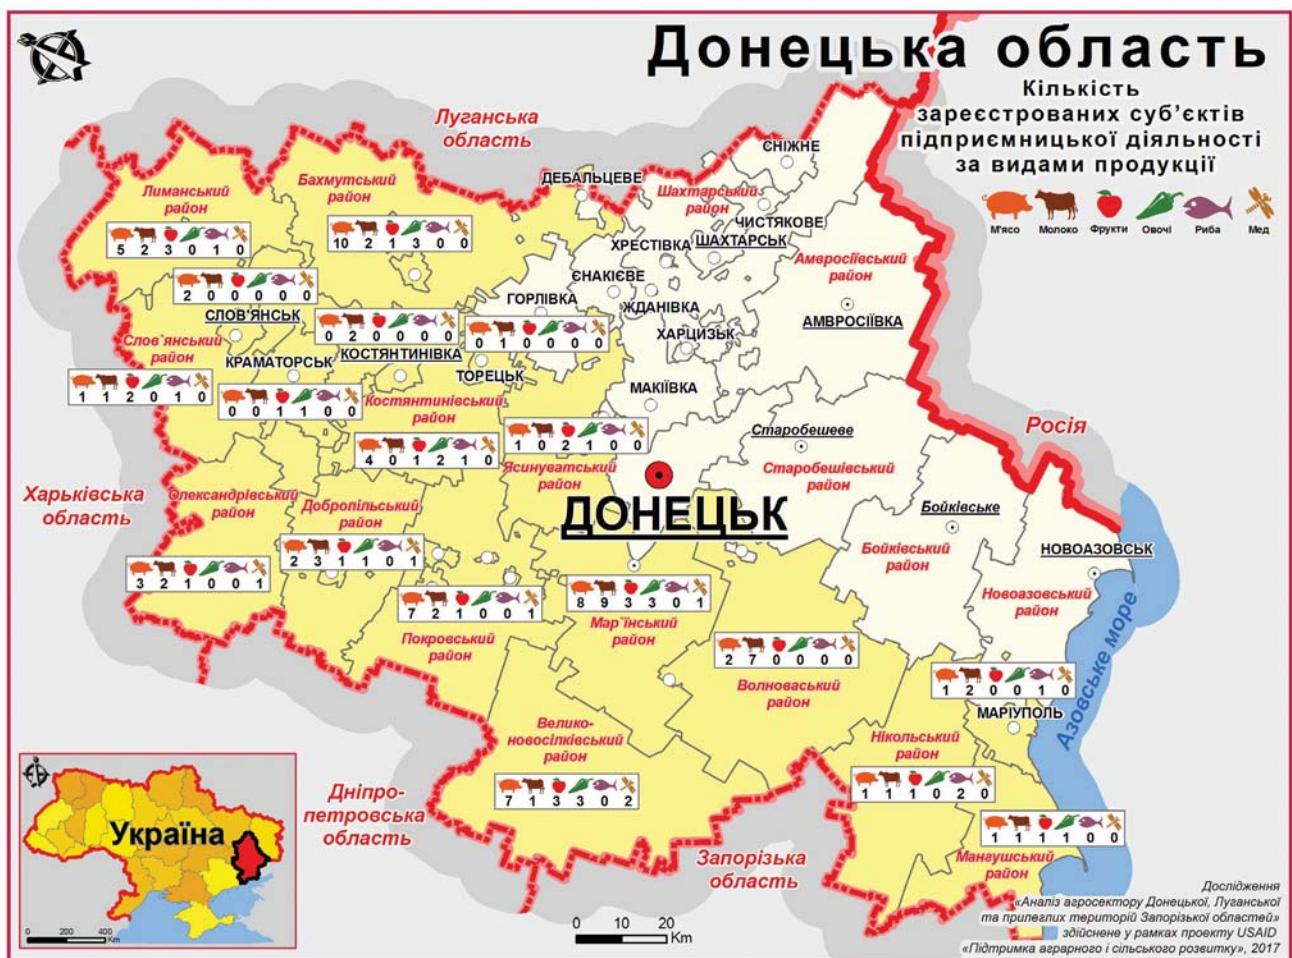 Донецька область
Кількість
зареєстрованих суб'єктів
підприємницької діяльності
за видами продукції
М'ясо Молоко Фрукти Овочі Риба Мед
Луганська
область
СНІЖНЕ
ДЕБАЛЬЦЕВЕ
Лиманський
район
5 2 3 0 1 0
Бахмутський
район
10 2 1 3 0 0
Шахтарський
район
ЧИСТЯКОВЕ
ХРЕСТІВКА
ШАХТАРСЬК
Амвросіївський
район
2 0 0 0 0 0
СЛОВ'ЯНСЬК
ЄНАКІЄВЕ
ГОРЛІВКА
ЖДАНІВКА
АМВРОСІЇВКА
0 2 0 0 0 0
0 1 0 0 0 0
ХАРЦИЗЬК
Слов`янський
район
1 1 2 0 1 0
КРАМАТОРСЬК
КОСТЯНТИНІВКА
ТОРЕЦЬК
0 0 1 1 0 0
МАКІЇВКА
Костянтинівський
район
4 0 1 2 1 0
1 0 2 1 0 0
Ясинуватський
район
Старобешеве
Старобешівський
район
Росія
Харьківська
область
Олександрівський
район
3 2 1 0 0 1
Добропільський
район
2 3 1 1 0 1
ДОНЕЦЬК
Бойківське
Бойківський
район
НОВОАЗОВСЬК
Новоазовський
район
7 2 1 0 0 1
Покровський
район
8 9 3 3 0 1
Мар`їнський
район
2 7 0 0 0 0
Волноваський
район
1 2 0 0 1 0
МАРІУПОЛЬ
Азовське море
Велико-
новосілківський
район
7 1 3 3 0 2
Нікольський
район
1 1 1 0 2 0
1 1 1 1 0 0
Мангушський
район
Дніпро-
петровська
область
Запорізька
область
Україна
0 200 400
Km
0 10 20
Km
Дослідження
«Аналіз агросектору Донецької, Луганської
та прилеглих територій Запорізької областей»
здійснене у рамках проекту USAID
«Підтримка аграрного і сільського розвитку», 2017